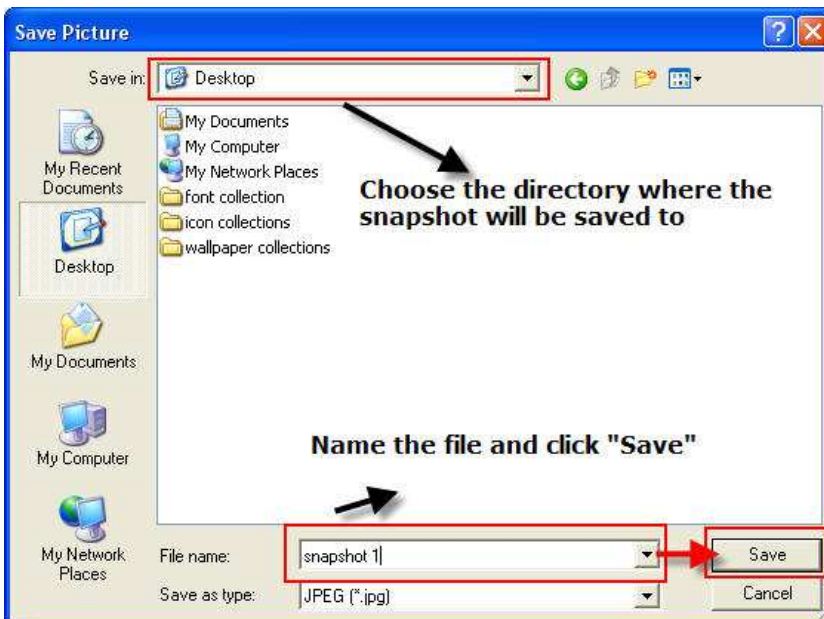 Save Picture
Save in:
Desktop
My Recent
Documents
Desktop
My Documents
My Computer
My Network
Places
My Documents
My Computer
My Network Places
font collection
icon collections
wallpaper collections
Choose the directory where the
snapshot will be saved to
Name the file and click "Save"
File name:
snapshot 1
Save
Save as type:
JPEG (*.jpg)
Cancel